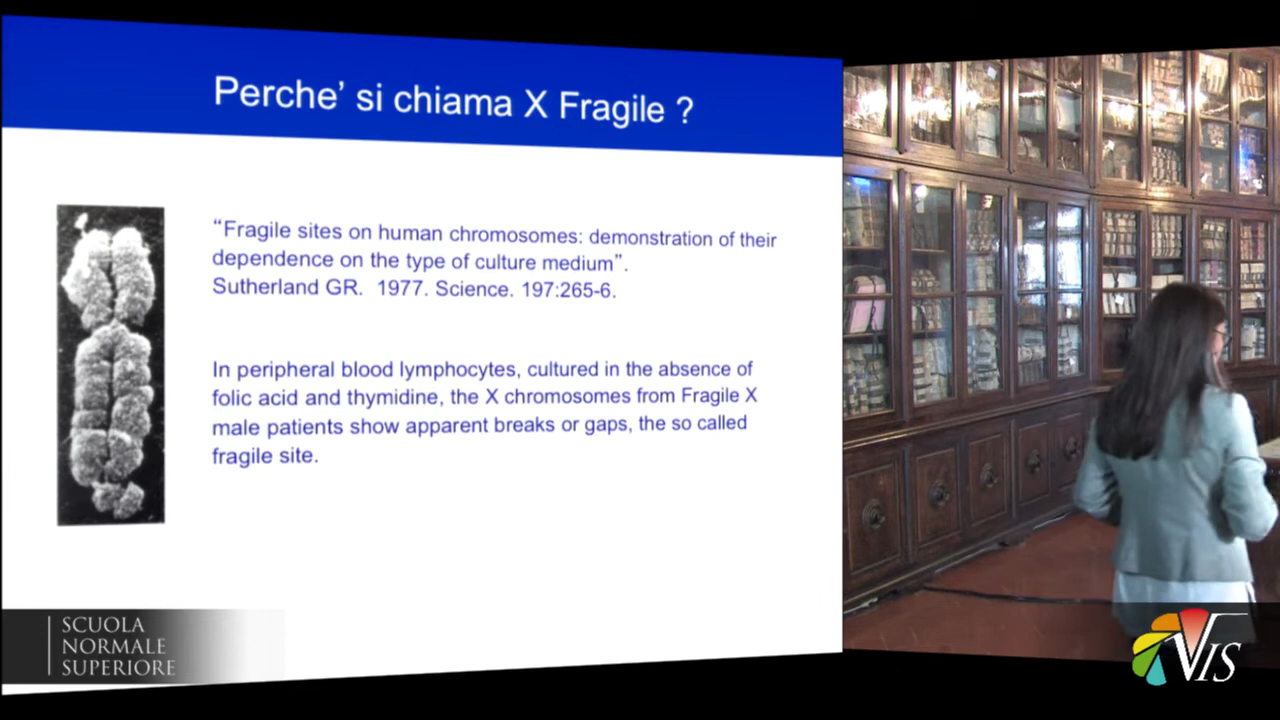 Perche' si chiama X Fragile ?
“Fragile sites on human chromosomes: demonstration of their
dependence on the type of culture medium”.
Sutherland GR. 1977. Science. 197:265-6.
In peripheral blood lymphocytes, cultured in the absence of
folic acid and thymidine, the X chromosomes from Fragile X
male patients show apparent breaks or gaps, the so called
fragile site.
SCUOLA
NORMALE
SUPERIORE
VIS